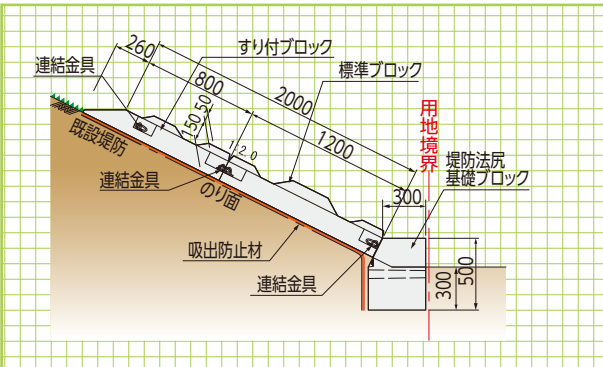 260
すり付ブロック
2000
標準ブロック
連結金具
800
1200
用地境界
150 50
既設堤防
1:2.0
堤防法尻
基礎ブロック
連結金具
のり面
300
吸出防止材
連結金具
300
500